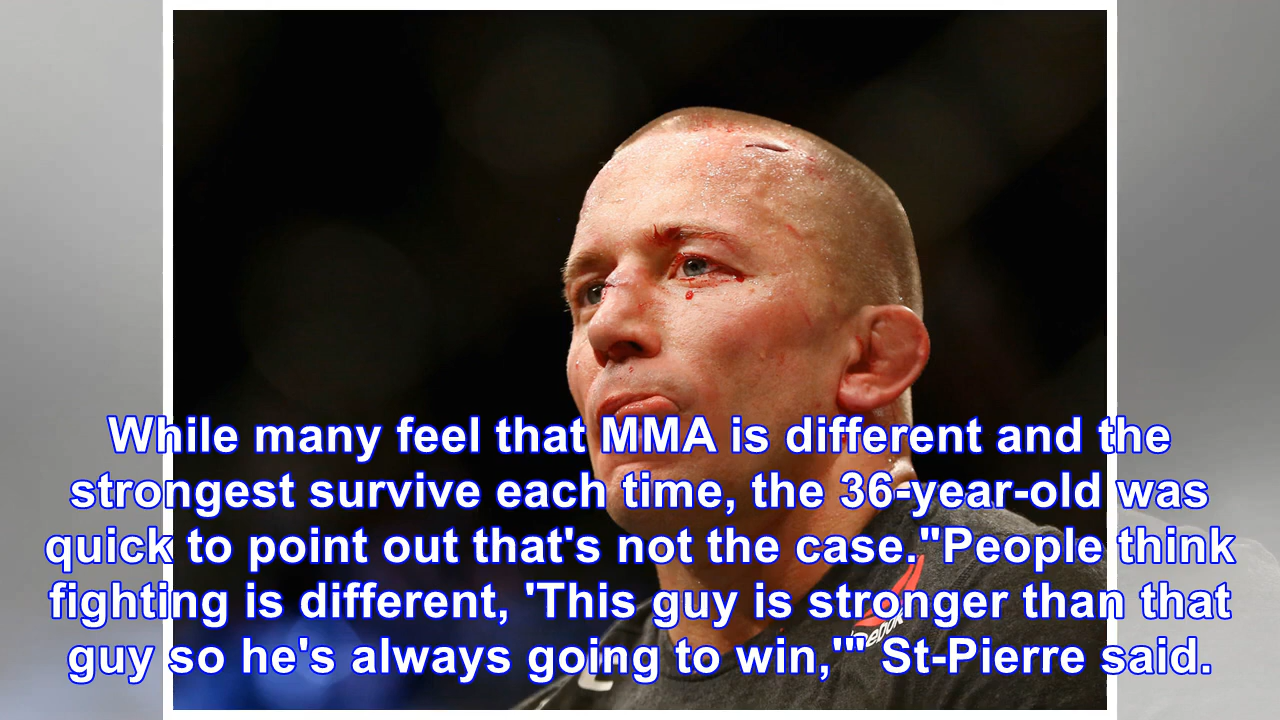 While many feel that MMA is different and the
strongest survive each time, the 36-year-old was
quick to point out that's not the case."People think
fighting is different, 'This guy is stronger than that
guy so he's always going to win,'" St-Pierre said.
Reebok